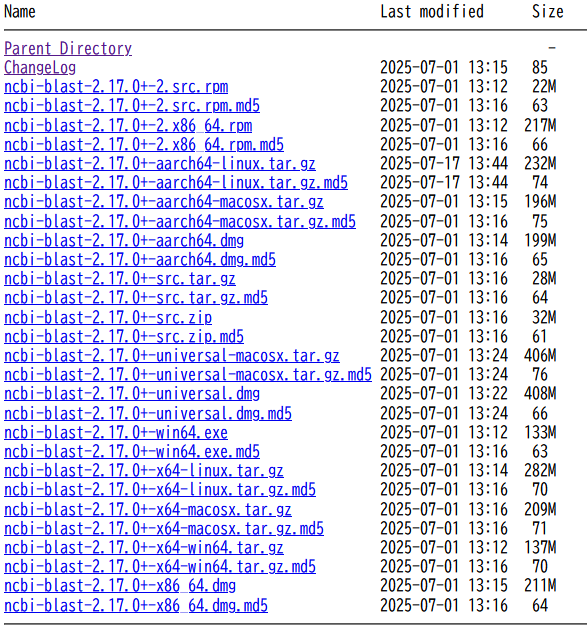 Name Last modified Size
Parent Directory -
ChangeLog 2025-07-01 13:15 85
ncbi-blast-2.17.0+-2.src.rpm 2025-07-01 13:12 22M
ncbi-blast-2.17.0+-2.src.rpm.md5 2025-07-01 13:16 63
ncbi-blast-2.17.0+-2.x86_64.rpm 2025-07-01 13:12 217M
ncbi-blast-2.17.0+-2.x86_64.rpm.md5 2025-07-01 13:16 66
ncbi-blast-2.17.0+-aarch64-linux.tar.gz 2025-07-17 13:44 232M
ncbi-blast-2.17.0+-aarch64-linux.tar.gz.md5 2025-07-17 13:44 74
ncbi-blast-2.17.0+-aarch64-macosx.tar.gz 2025-07-01 13:15 196M
ncbi-blast-2.17.0+-aarch64-macosx.tar.gz.md5 2025-07-01 13:16 75
ncbi-blast-2.17.0+-aarch64.dmg 2025-07-01 13:14 199M
ncbi-blast-2.17.0+-aarch64.dmg.md5 2025-07-01 13:16 65
ncbi-blast-2.17.0+-src.tar.gz 2025-07-01 13:16 28M
ncbi-blast-2.17.0+-src.tar.gz.md5 2025-07-01 13:16 64
ncbi-blast-2.17.0+-src.zip 2025-07-01 13:16 32M
ncbi-blast-2.17.0+-src.zip.md5 2025-07-01 13:16 61
ncbi-blast-2.17.0+-universal-macosx.tar.gz 2025-07-01 13:24 406M
ncbi-blast-2.17.0+-universal-macosx.tar.gz.md5 2025-07-01 13:24 76
ncbi-blast-2.17.0+-universal.dmg 2025-07-01 13:22 408M
ncbi-blast-2.17.0+-universal.dmg.md5 2025-07-01 13:24 66
ncbi-blast-2.17.0+-win64.exe 2025-07-01 13:12 133M
ncbi-blast-2.17.0+-win64.exe.md5 2025-07-01 13:16 63
ncbi-blast-2.17.0+-x64-linux.tar.gz 2025-07-01 13:14 282M
ncbi-blast-2.17.0+-x64-linux.tar.gz.md5 2025-07-01 13:16 70
ncbi-blast-2.17.0+-x64-macosx.tar.gz 2025-07-01 13:16 209M
ncbi-blast-2.17.0+-x64-macosx.tar.gz.md5 2025-07-01 13:16 71
ncbi-blast-2.17.0+-x64-win64.tar.gz 2025-07-01 13:12 137M
ncbi-blast-2.17.0+-x64-win64.tar.gz.md5 2025-07-01 13:16 70
ncbi-blast-2.17.0+-x86_64.dmg 2025-07-01 13:15 211M
ncbi-blast-2.17.0+-x86_64.dmg.md5 2025-07-01 13:16 64